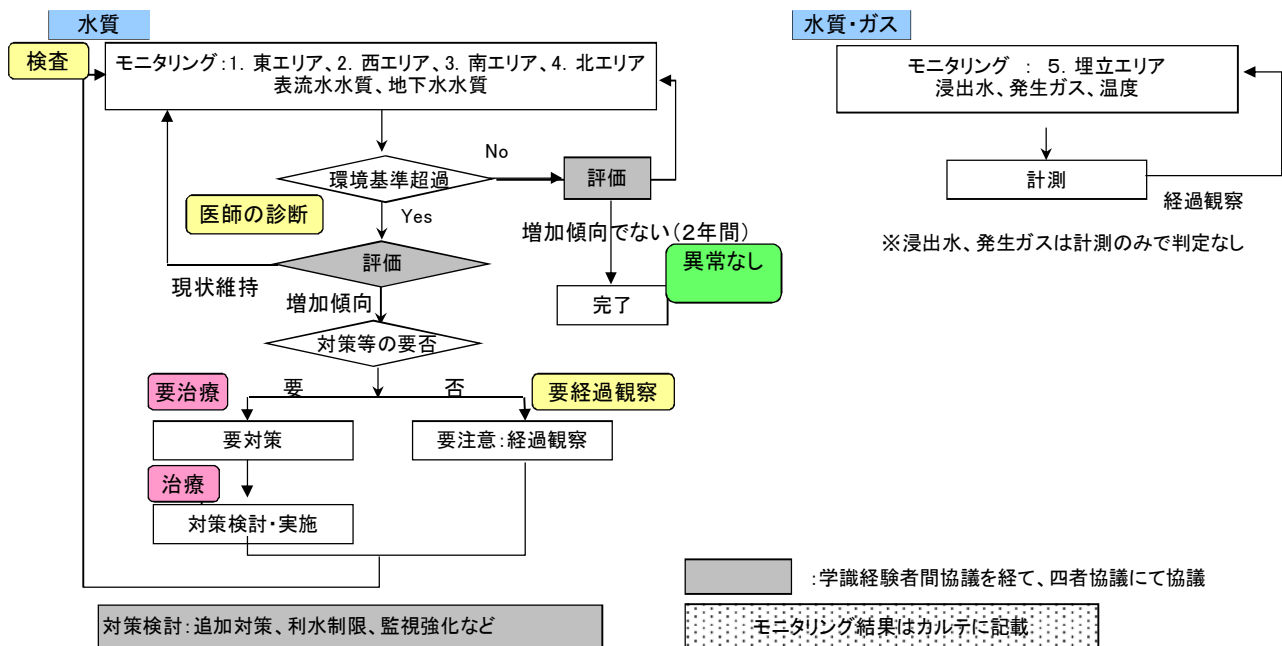 水質
検査
モニタリング：1. 東エリア、2. 西エリア、3. 南エリア、4. 北エリア
表流水水質、地下水水質
No
環境基準超過
評価
医師の診断
Yes
増加傾向でない（2年間）
評価
異常なし
現状維持
増加傾向
完了
対策等の要否
要治療
要
否
要経過観察
要対策
要注意：経過観察
治療
対策検討・実施
水質・ガス
モニタリング ： 5. 埋立エリア
浸出水、発生ガス、温度
計測
経過観察
※浸出水、発生ガスは計測のみで判定なし
：学識経験者間協議を経て、四者協議にて協議
対策検討：追加対策、利水制限、監視強化など
モニタリング結果はカルテに記載